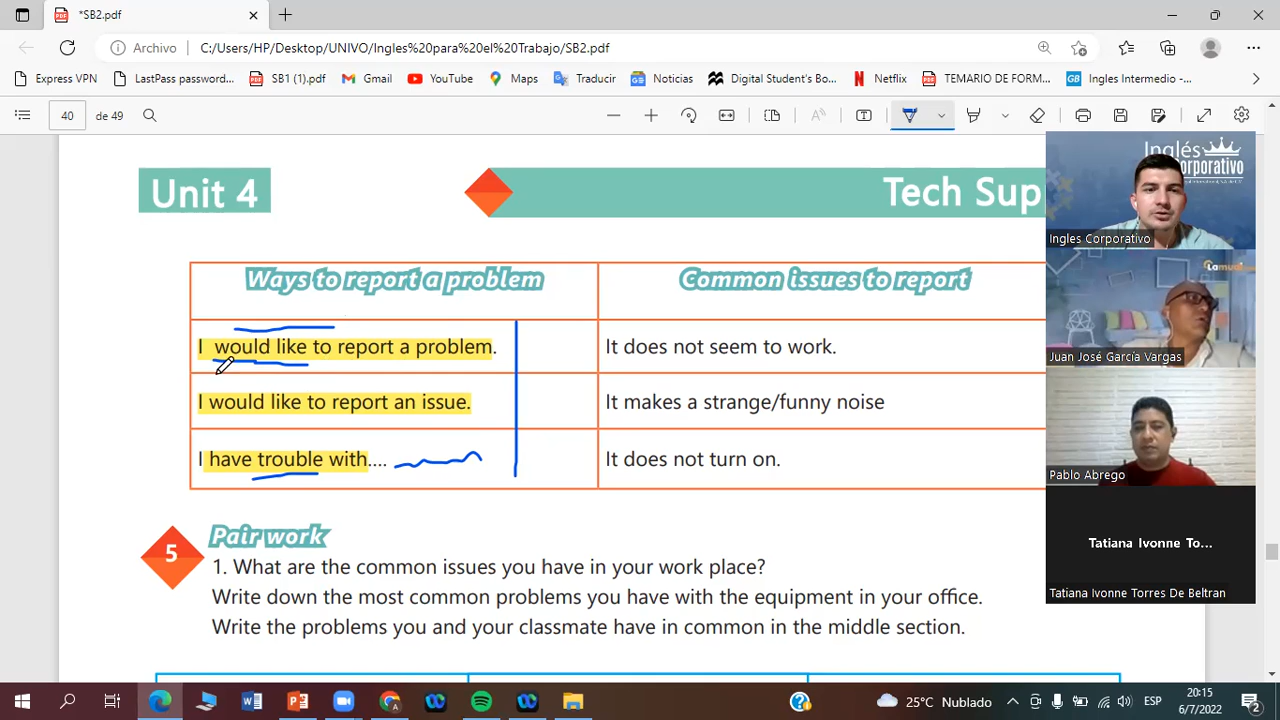 *SB2.pdf
Archivo C:/Users/HP/Desktop/UNIVO/Ingles%20para%20el%20Trabajo/SB2.pdf
Express VPN LastPass password... SB1 (1).pdf Gmail YouTube Maps Traducir Noticias Digital Student's Bo... Netflix TEMARIO DE FORM... Ingles Intermedio -...
40 de 49
Unit 4 Tech Sup
Inglés Corporativo
Ingles Corporativo
Ways to report a problem Common issues to report
I would like to report a problem. It does not seem to work.
Juan José García Vargas
I would like to report an issue. It makes a strange/funny noise
I have trouble with.... It does not turn on.
Pablo Abrego
5 Pair work
Tatiana Ivonne To...
1. What are the common issues you have in your work place?
Write down the most common problems you have with the equipment in your office.
Tatiana Ivonne Torres De Beltran
Write the problems you and your classmate have in common in the middle section.
25°C Nublado ESP 20:15
6/7/2022 2